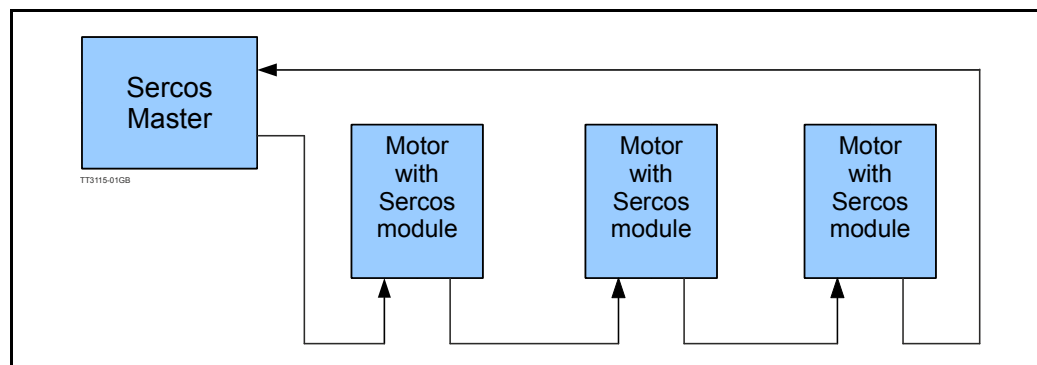 Sercos
Master
TT3115-01GB
Motor
with
Sercos
module
Motor
with
Sercos
module
Motor
with
Sercos
module